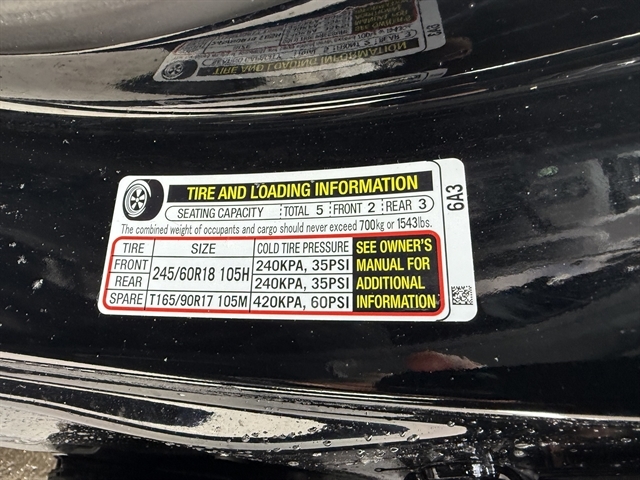 TIRE AND LOADING INFORMATION
SEATING CAPACITY TOTAL 5 FRONT 2 REAR 3
The combined weight of occupants and cargo should never exceed 700kg or 1543lbs.
TIRE SIZE COLD TIRE PRESSURE SEE OWNER'S MANUAL FOR ADDITIONAL INFORMATION
FRONT 245/60R18 105H 240KPA, 35PSI
REAR 240KPA, 35PSI
SPARE T165/90R17 105M 420KPA, 60PSI
6A3